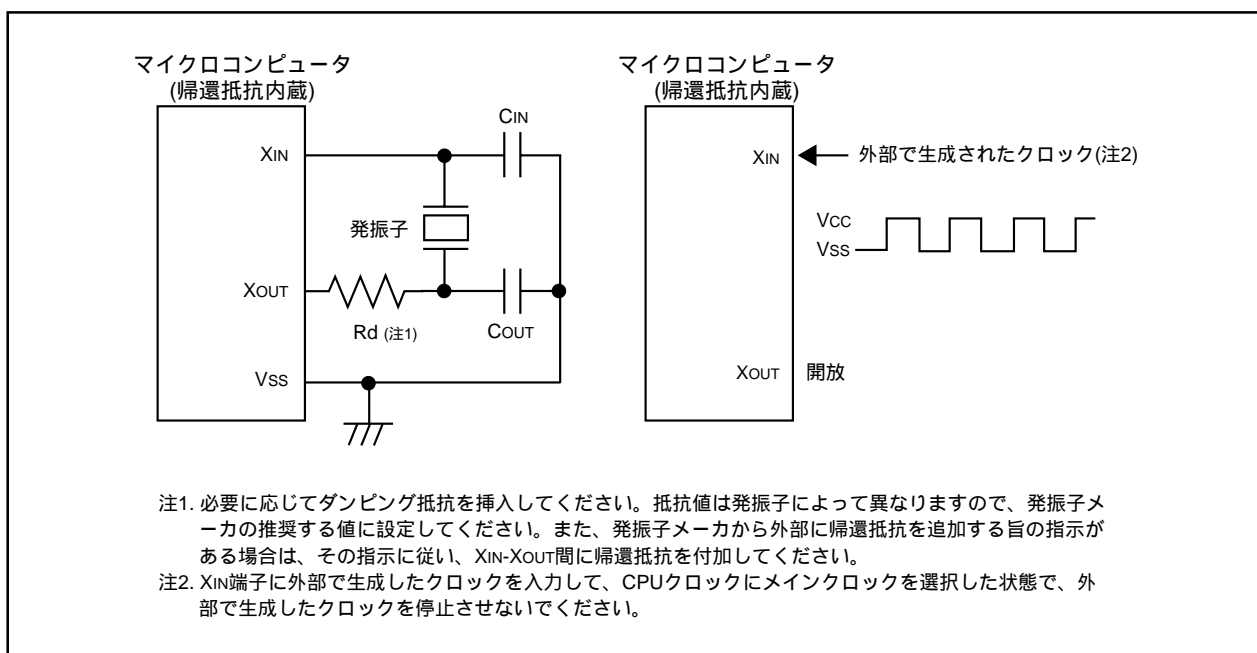 マイクロコンピュータ
(帰還抵抗内蔵)
CIN
XIN
発振子
XOUT
Rd (注1)
COUT
VSS
マイクロコンピュータ
(帰還抵抗内蔵)
XIN
外部で生成されたクロック(注2)
VCC
VSS
XOUT
開放
注1. 必要に応じてダンピング抵抗を挿入してください。抵抗値は発振子によって異なりますので、発振子メ
ーカの推奨する値に設定してください。また、発振子メーカから外部に帰還抵抗を追加する旨の指示が
ある場合は、その指示に従い、XIN-XOUT間に帰還抵抗を付加してください。
注2. XIN端子に外部で生成したクロックを入力して、CPUクロックにメインクロックを選択した状態で、外
部で生成したクロックを停止させないでください。